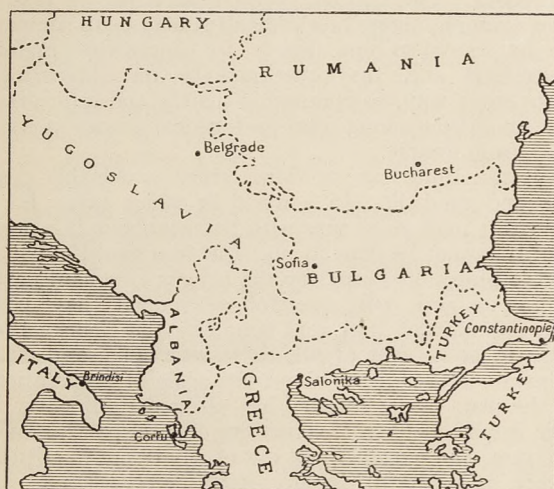 HUNGARY
RUMANIA
YUGOSLAVIA
Belgrade
Bucharest
Sofia
BULGARIA
ALBANIA
TURKEY
Constantinople
ITALY
Brindisi
GREECE
Salonika
TURKEY
Corfu